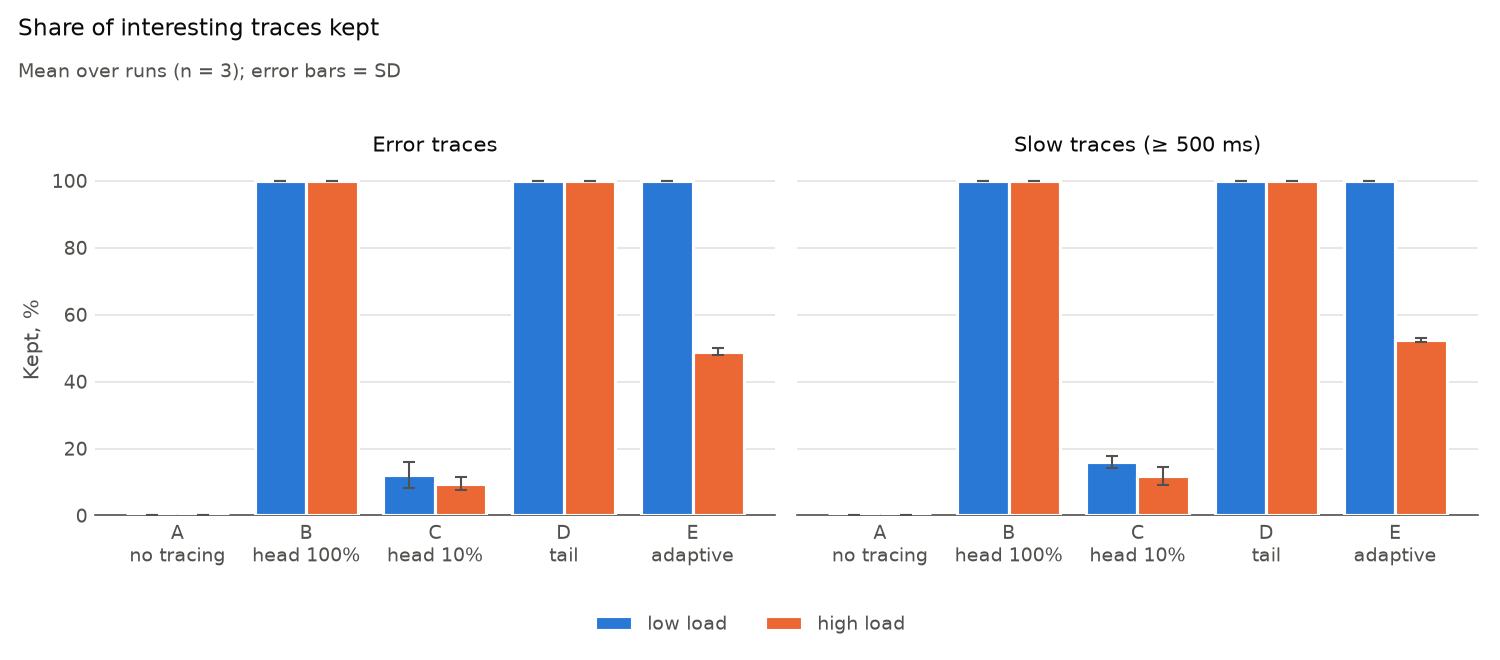 Share of interesting traces kept
Mean over runs (n = 3); error bars = SD
Error traces
Slow traces (≥ 500 ms)
Kept, %
100
80
60
40
20
0
A
no tracing
B
head 100%
C
head 10%
D
tail
E
adaptive
A
no tracing
B
head 100%
C
head 10%
D
tail
E
adaptive
low load
high load